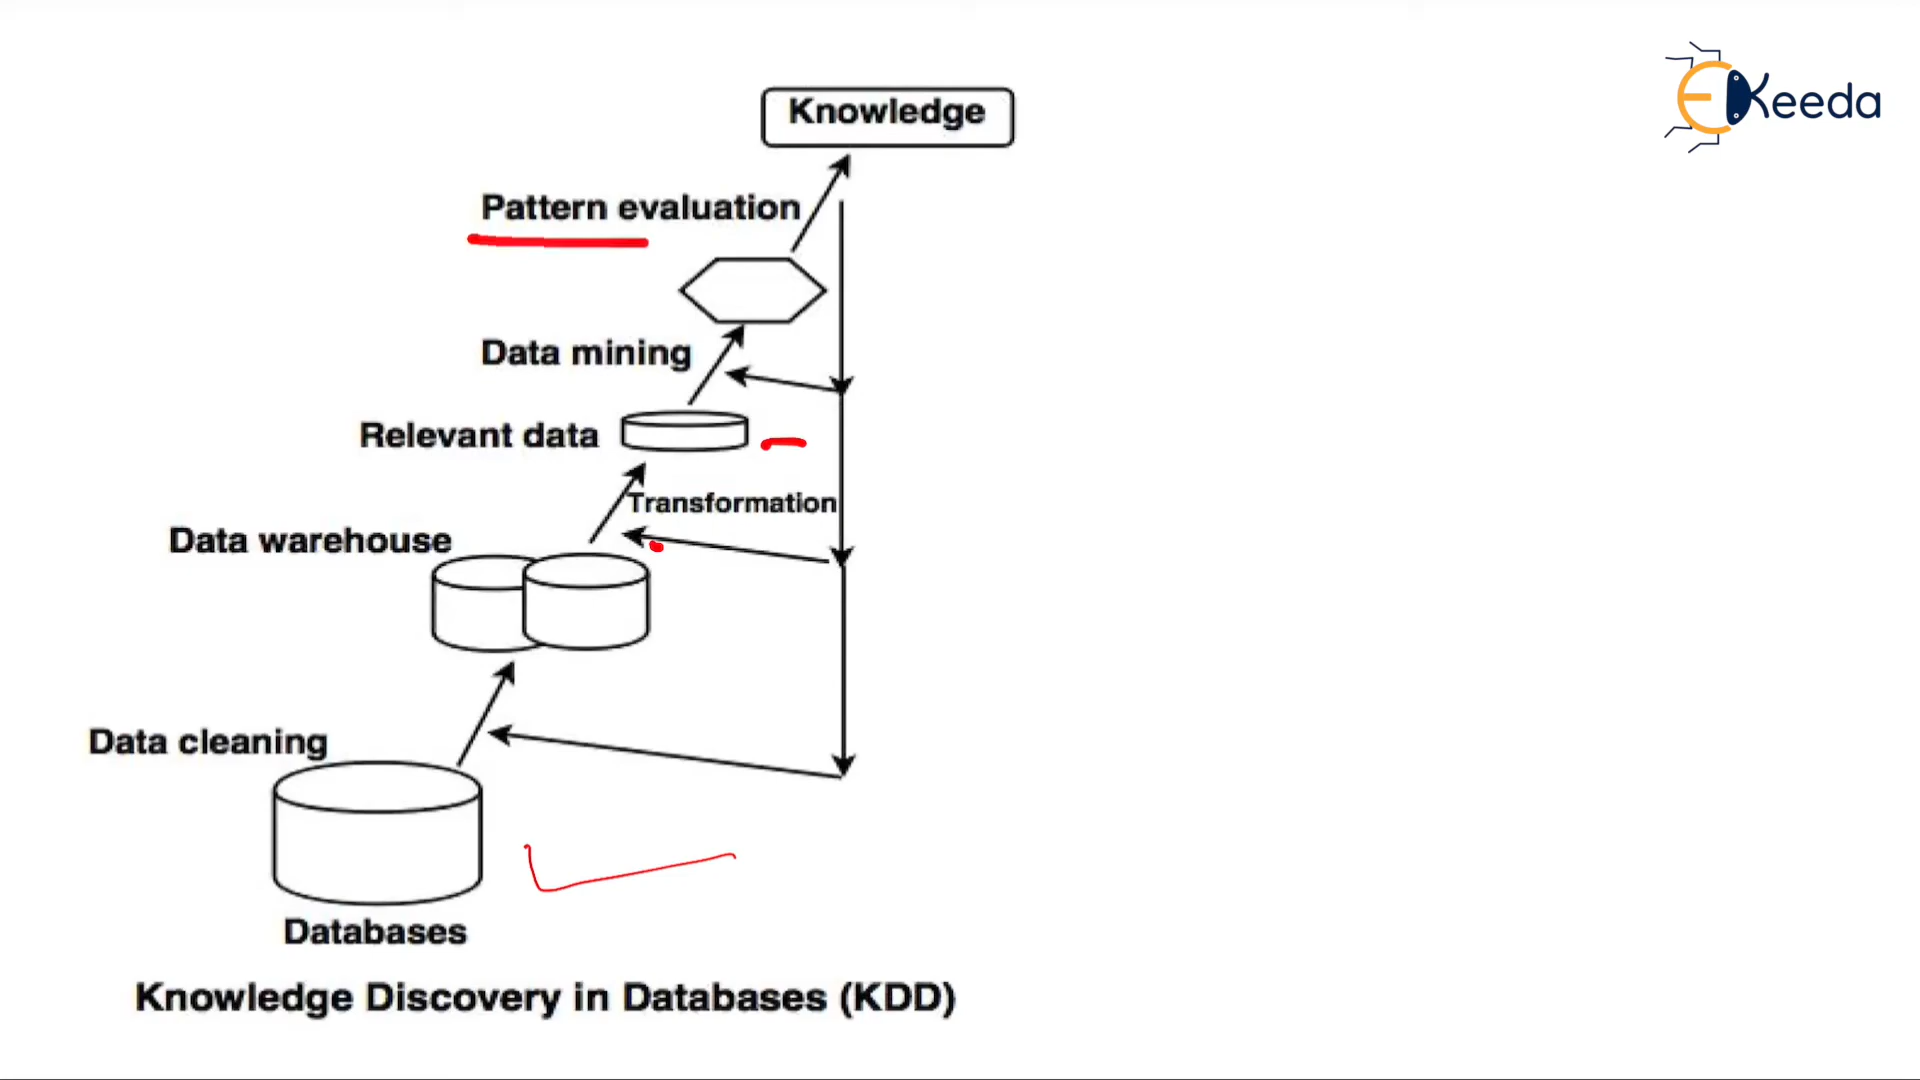 Keeda
Knowledge
Pattern evaluation
Data mining
Relevant data
Transformation
Data warehouse
Data cleaning
Databases
Knowledge Discovery in Databases (KDD)